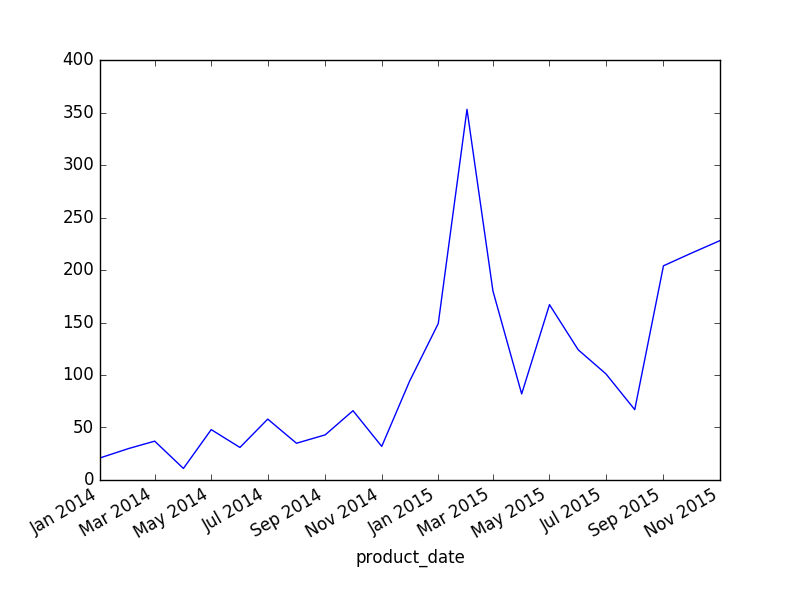 400
350
300
250
200
150
100
50
0
Jan 2014
Mar 2014
May 2014
Jul 2014
Sep 2014
Nov 2014
Jan 2015
Mar 2015
May 2015
Jul 2015
Sep 2015
Nov 2015
product_date